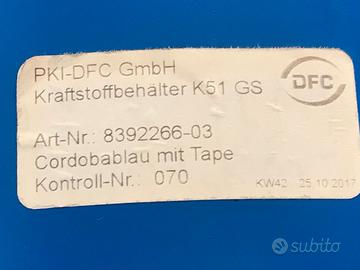 PKI-DFC GmbH
Kraftstoffbehälter K51 GS
DFC
Art-Nr.: 8392266-03
Cordobablau mit Tape
Kontroll-Nr.: 070
KW42 25.10.2017
subito